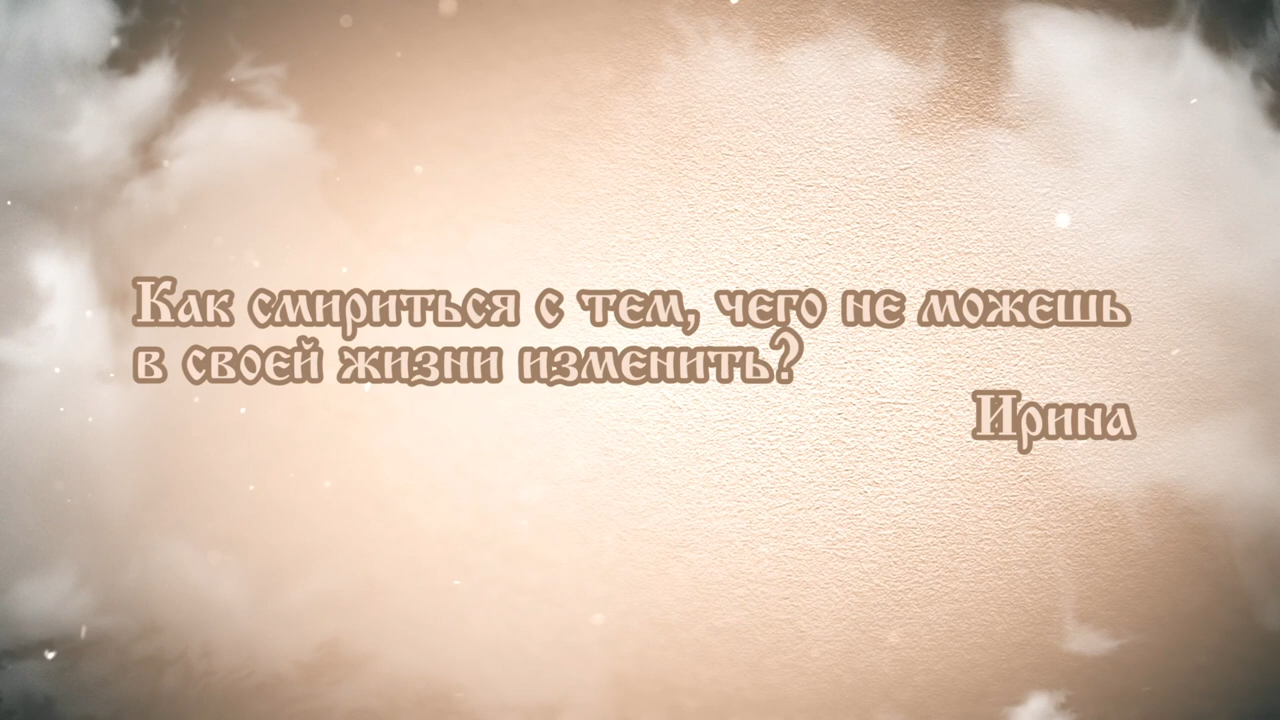 Как смириться с тем, чего не можешь
в своей жизни изменить?
Ирина